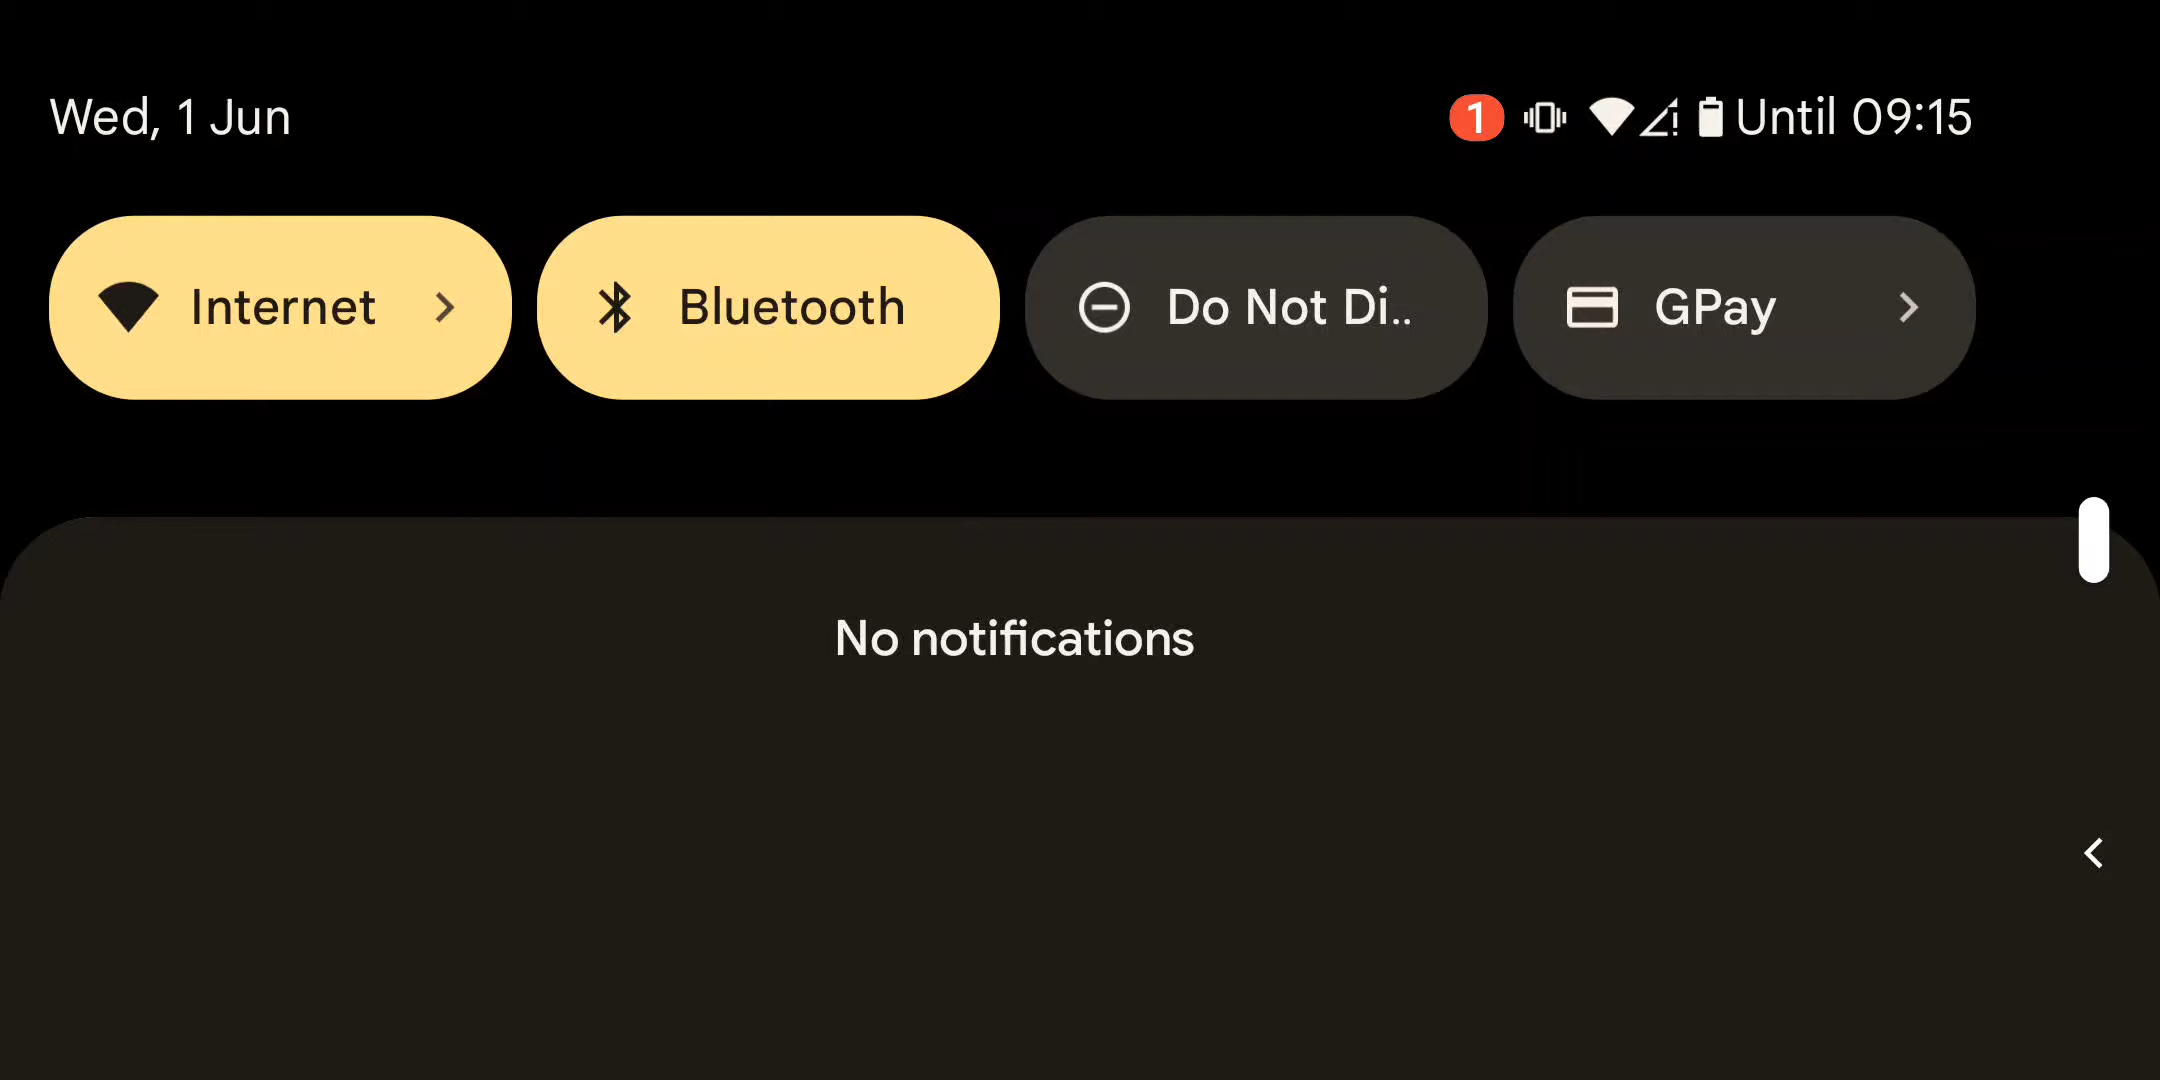 Wed, 1 Jun
1 Until 09:15
Internet
Bluetooth
Do Not Di..
GPay
No notifications